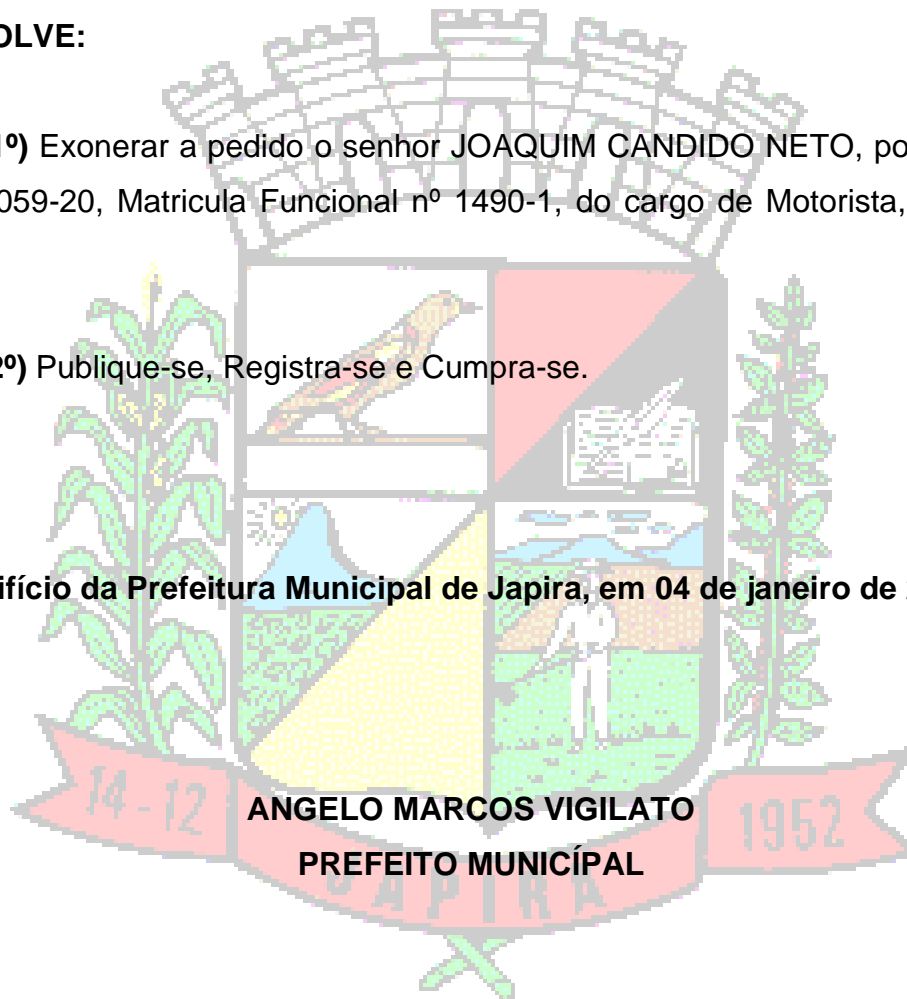 OLVE:
1º) Exonerar a pedido o senhor JOAQUIM CANDIDO NETO, po
059-20, Matricula Funcional nº 1490-1, do cargo de Motorista,
2º) Publique-se, Registra-se e Cumpra-se.
ifício da Prefeitura Municipal de Japira, em 04 de janeiro de
14-12
ANGELO MARCOS VIGILATO
1952
PREFEITO MUNICÍPAL
JAPIRA